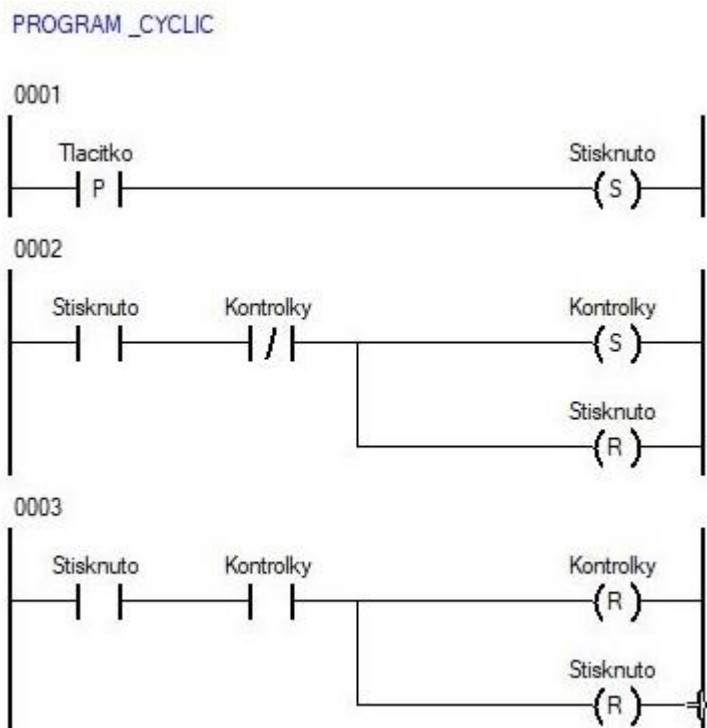 PROGRAM _CYCLIC
0001
Tlacitko Stisknuto
P S
0002
Stisknuto Kontrolky Kontrolky
/ S
Stisknuto
R
0003
Stisknuto Kontrolky Kontrolky
R
Stisknuto
R